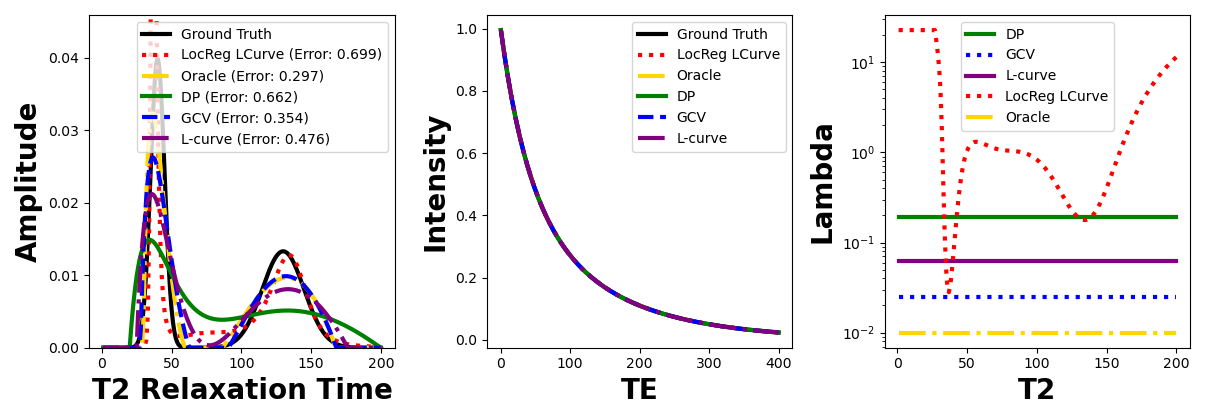 Amplitude
0.04
0.03
0.02
0.01
0.00
0
50
100
150
200
T2 Relaxation Time
Ground Truth
LocReg LCurve (Error: 0.699)
Oracle (Error: 0.297)
DP (Error: 0.662)
GCV (Error: 0.354)
L-curve (Error: 0.476)
Intensity
1.0
0.8
0.6
0.4
0.2
0.0
0
100
200
300
400
TE
Ground Truth
LocReg LCurve
Oracle
DP
GCV
L-curve
Lambda
10¹
10⁰
10⁻¹
10⁻²
0
50
100
150
200
T2
DP
GCV
L-curve
LocReg LCurve
Oracle